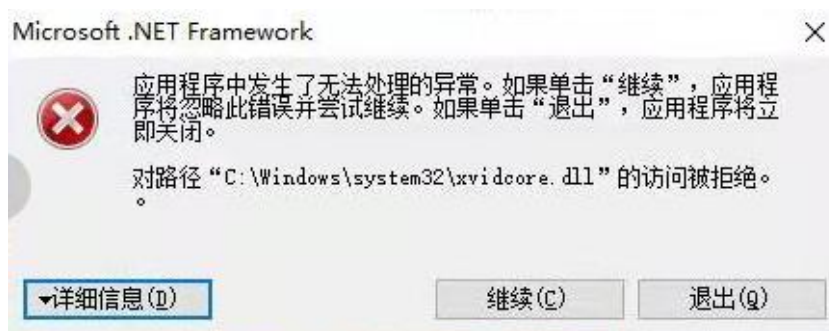 Microsoft .NET Framework
应用程序中发生了无法处理的异常。如果单击“继续”，应用程
序将忽略此错误并尝试继续。如果单击“退出”，应用程序将立
即关闭。
对路径“C:\Windows\system32\xvidcore.dll”的访问被拒绝。
。
详细信息(D)
继续(C)
退出(Q)